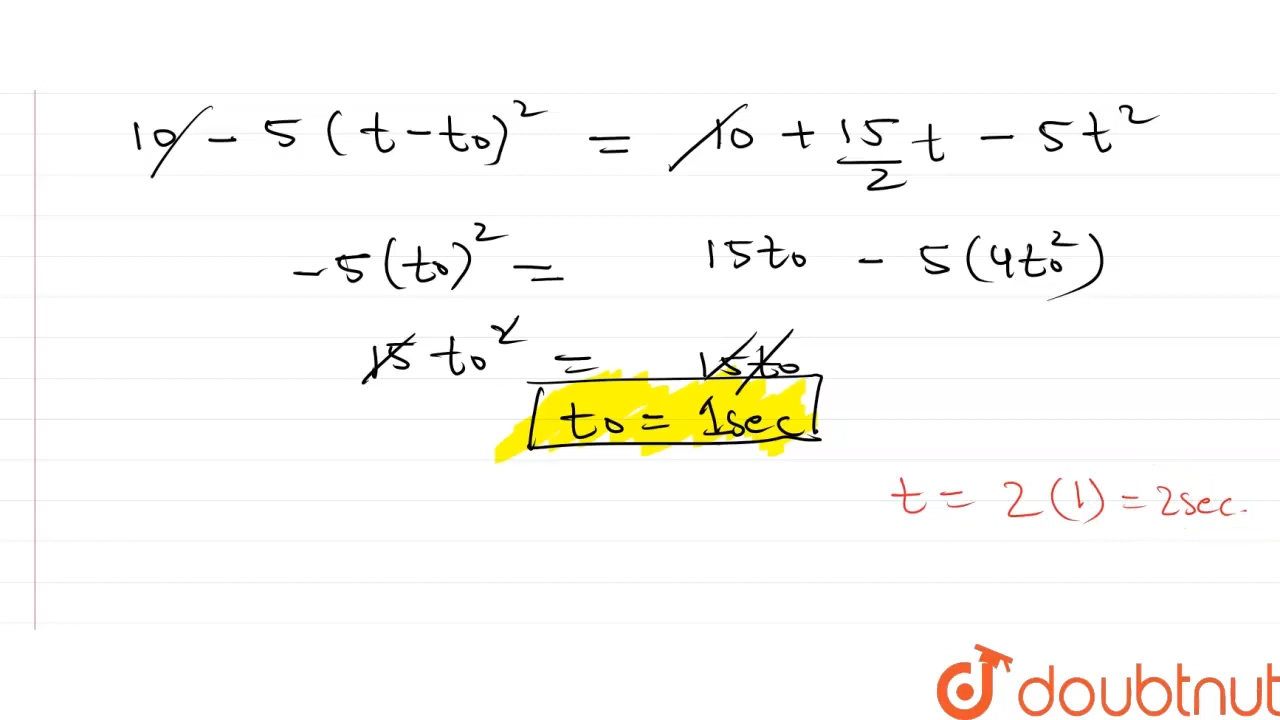 10 - 5 (t - t₀)² = 10 + 15/2 t - 5t²
-5(t₀)² = 15t₀ - 5(4t₀²)
15 t₀² = 15t₀
t₀ = 1sec
t = 2(1) = 2sec.
doubtnut